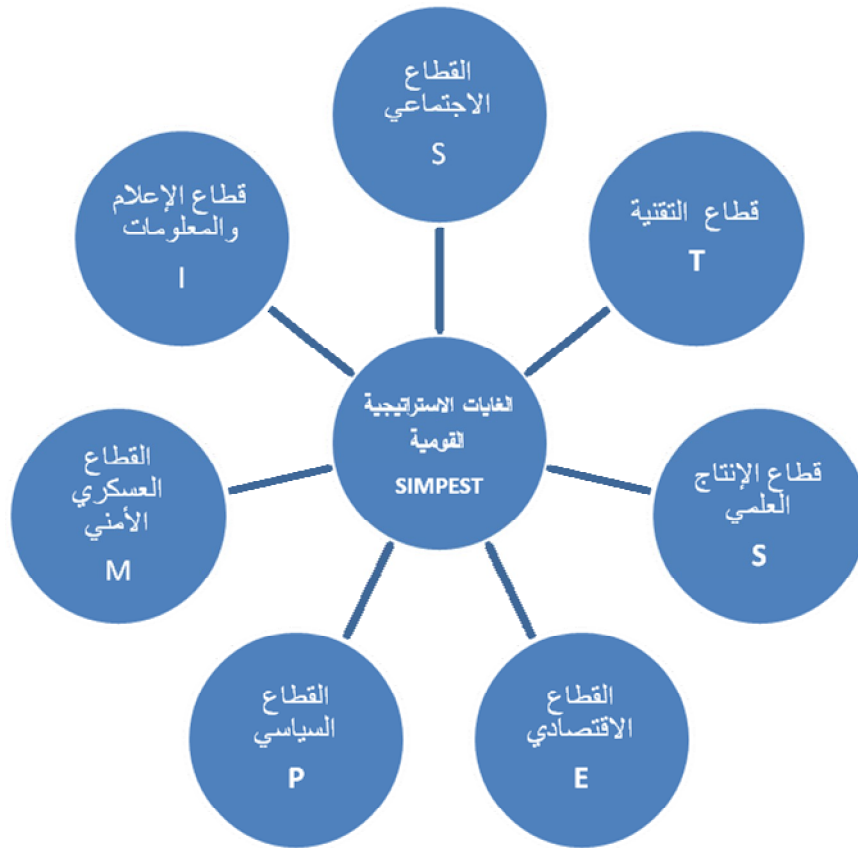 القطاع
الاجتماعي
S
قطاع التقنية
T
قطاع الإنتاج
العلمي
S
القطاع
الاقتصادي
E
القطاع
السياسي
P
القطاع
العسكري
الأمني
M
قطاع الإعلام
والمعلومات
I
الغايات الاستراتيجية
القومية
SIMPEST